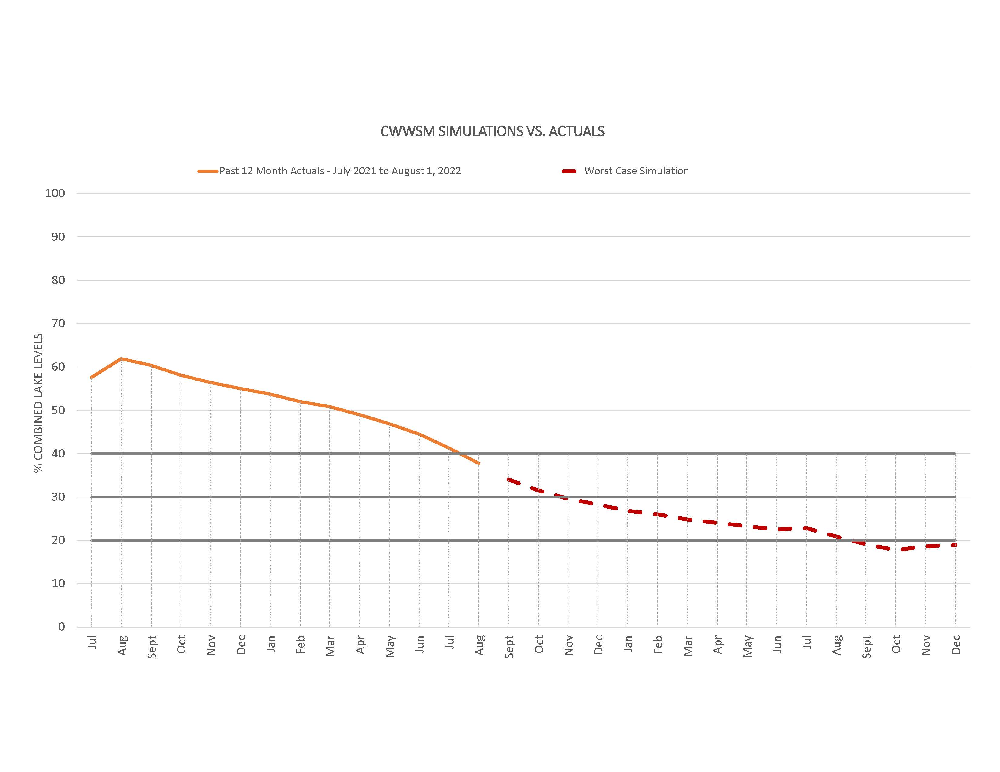 CWWSM SIMULATIONS VS. ACTUALS
Past 12 Month Actuals - July 2021 to August 1, 2022
Worst Case Simulation
% COMBINED LAKE LEVELS
100
90
80
70
60
50
40
30
20
10
0
Jul
Aug
Sept
Oct
Nov
Dec
Jan
Feb
Mar
Apr
May
Jun
Jul
Aug
Sept
Oct
Nov
Dec
Jan
Feb
Mar
Apr
May
Jun
Jul
Aug
Sept
Oct
Nov
Dec